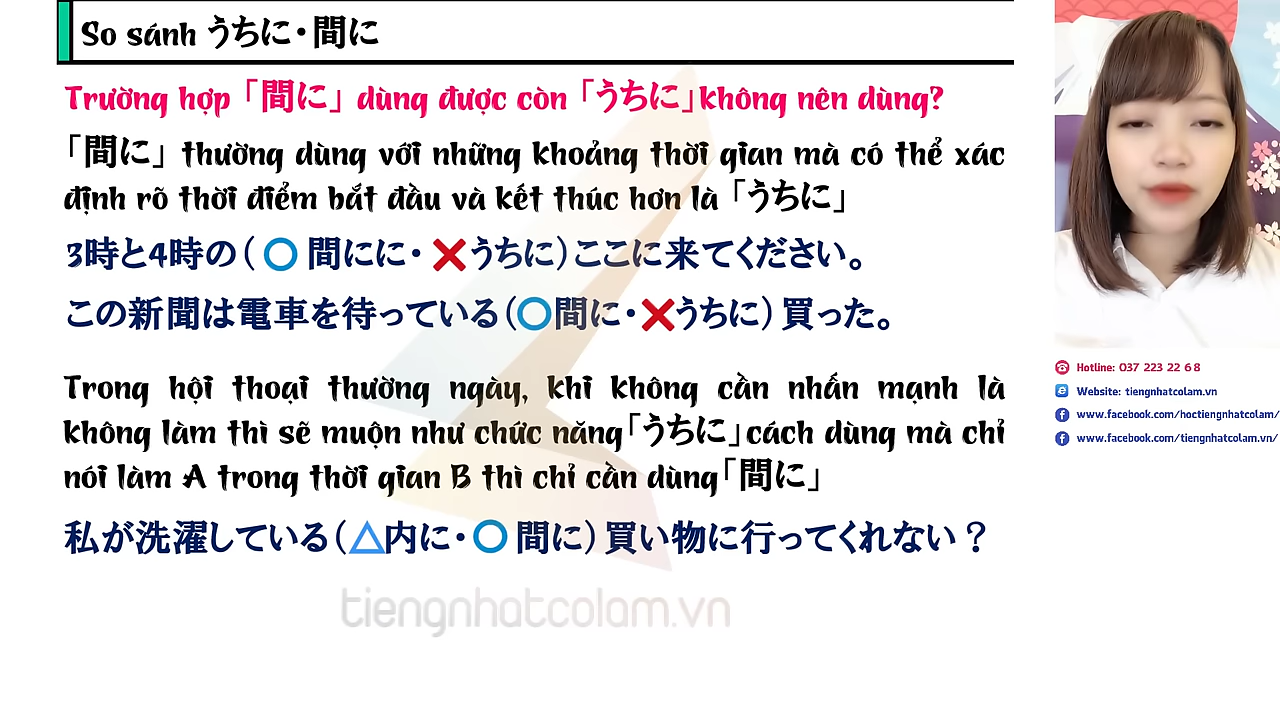 So sánh うちに・間に
Trường hợp「間に」dùng được còn「うちに」không nên dùng?
「間に」thường dùng với những khoảng thời gian mà có thể xác
định rõ thời điểm bắt đầu và kết thúc hơn là「うちに」
3時と4時の(⭕間にに・❌うちに)ここに来てください。
この新聞は電車を待っている(⭕間に・❌うちに)買った。
Trong hội thoại thường ngày, khi không cần nhấn mạnh là
không làm thì sẽ muộn như chức năng「うちに」cách dùng mà chỉ
nói làm A trong thời gian B thì chỉ cần dùng「間に」
私が洗濯している(△内に・⭕間に)買い物に行ってくれない？
tiengnhatcolam.vn
Hotline: 037 223 22 68
Website: tiengnhatcolam.vn
www.facebook.com/hoctiengnhatcolam/
www.facebook.com/tiengnhatcolam.vn/